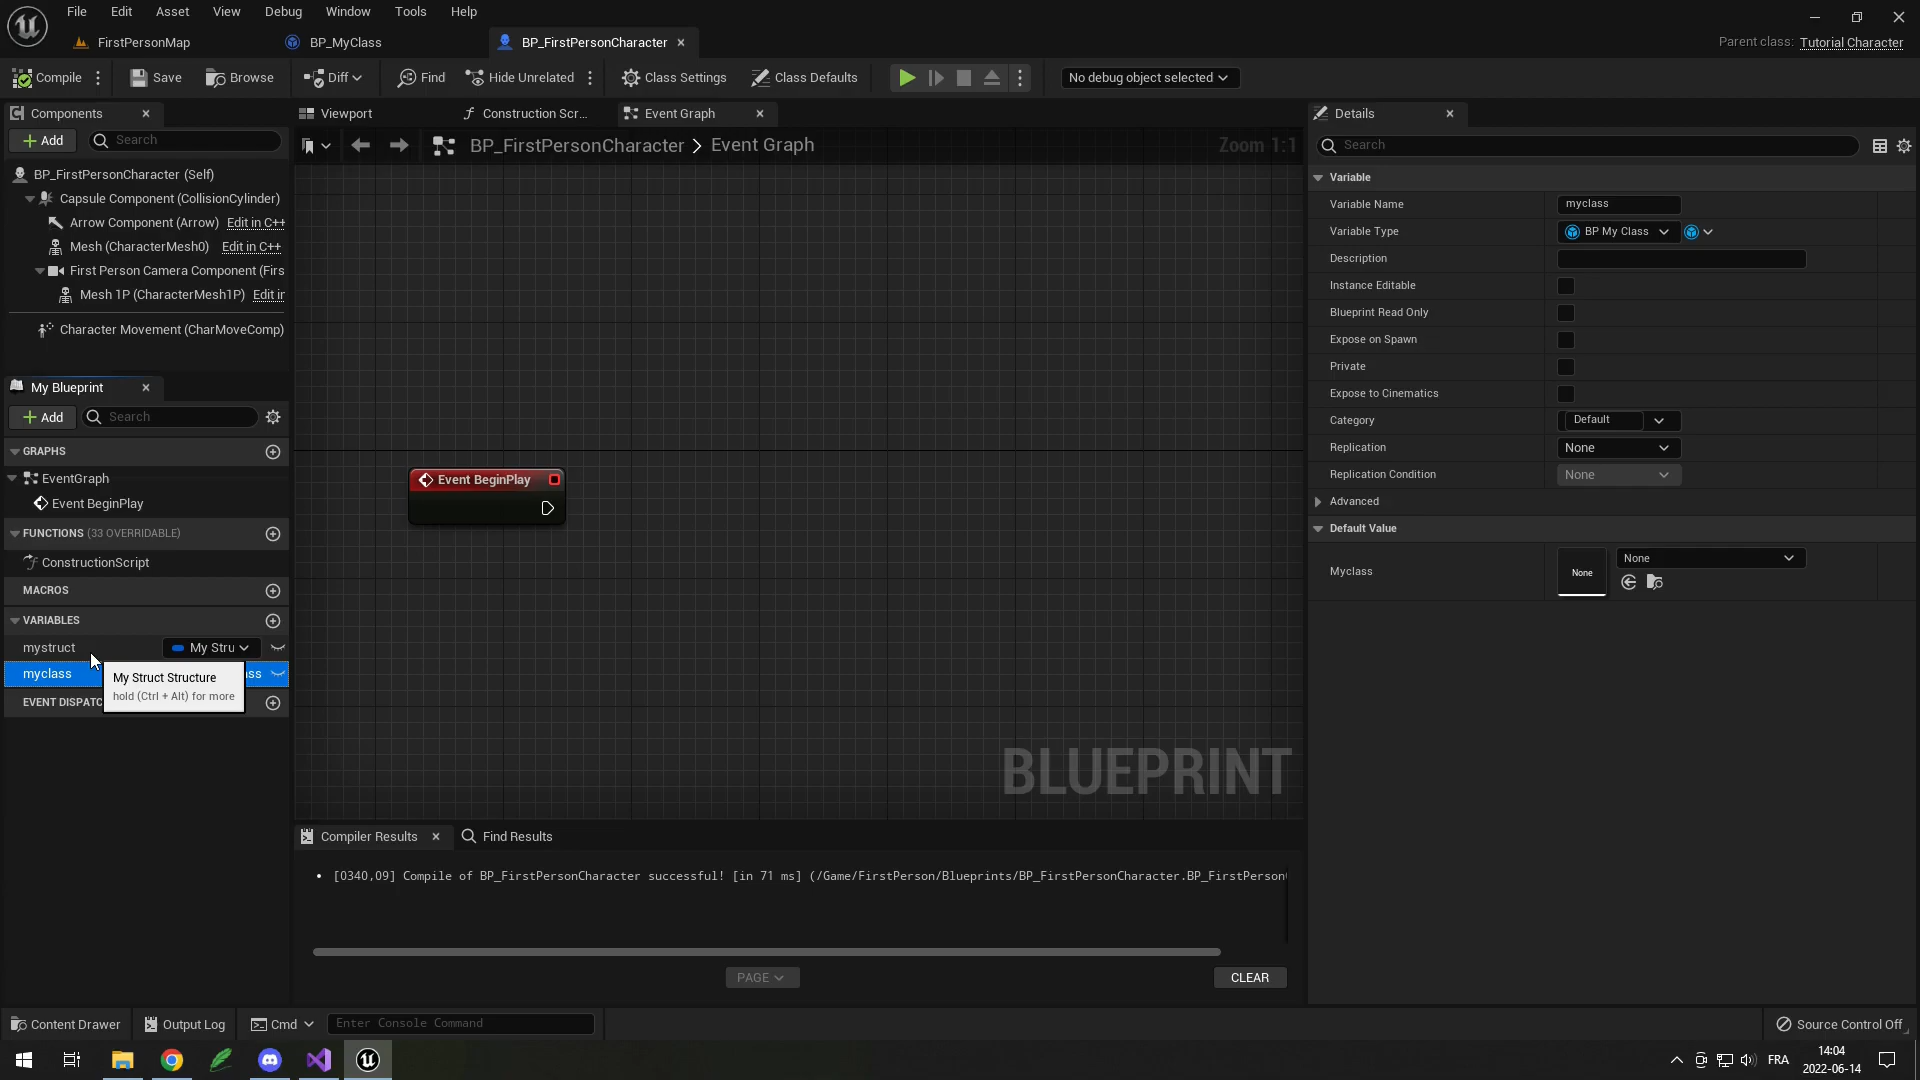 File Edit Asset View Debug Window Tools Help
FirstPersonMap
BP_MyClass
BP_FirstPersonCharacter
Parent class: Tutorial Character
Compile
Save
Browse
Diff
Find
Hide Unrelated
Class Settings
Class Defaults
No debug object selected
Components
Add
Search
BP_FirstPersonCharacter (Self)
Capsule Component (CollisionCylinder)
Arrow Component (Arrow) Edit in C++
Mesh (CharacterMesh0) Edit in C++
First Person Camera Component (Firs
Mesh 1P (CharacterMesh1P) Edit ir
Character Movement (CharMoveComp)
My Blueprint
Add
Search
GRAPHS
EventGraph
Event BeginPlay
FUNCTIONS (33 OVERRIDABLE)
ConstructionScript
MACROS
VARIABLES
mystruct My Stru
myclass ass
My Struct Structure
hold (Ctrl + Alt) for more
EVENT DISPATC
Viewport
Construction Scr...
Event Graph
BP_FirstPersonCharacter > Event Graph
Zoom 1:1
Event BeginPlay
BLUEPRINT
Compiler Results
Find Results
[0340,09] Compile of BP_FirstPersonCharacter successful! [in 71 ms] (/Game/FirstPerson/Blueprints/BP_FirstPersonCharacter.BP_FirstPerson
PAGE
CLEAR
Details
Search
Variable
Variable Name myclass
Variable Type BP My Class
Description
Instance Editable
Blueprint Read Only
Expose on Spawn
Private
Expose to Cinematics
Category Default
Replication None
Replication Condition None
Advanced
Default Value
Myclass None None
Content Drawer
Output Log
Cmd
Enter Console Command
Source Control Off
FRA
14:04
2022-06-14